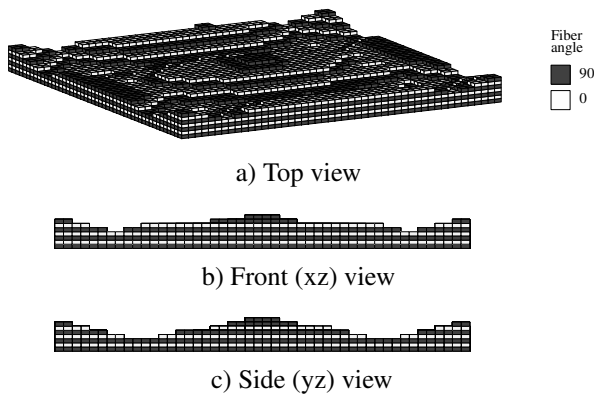 Fiber
angle
90
0
a) Top view
b) Front (xz) view
c) Side (yz) view